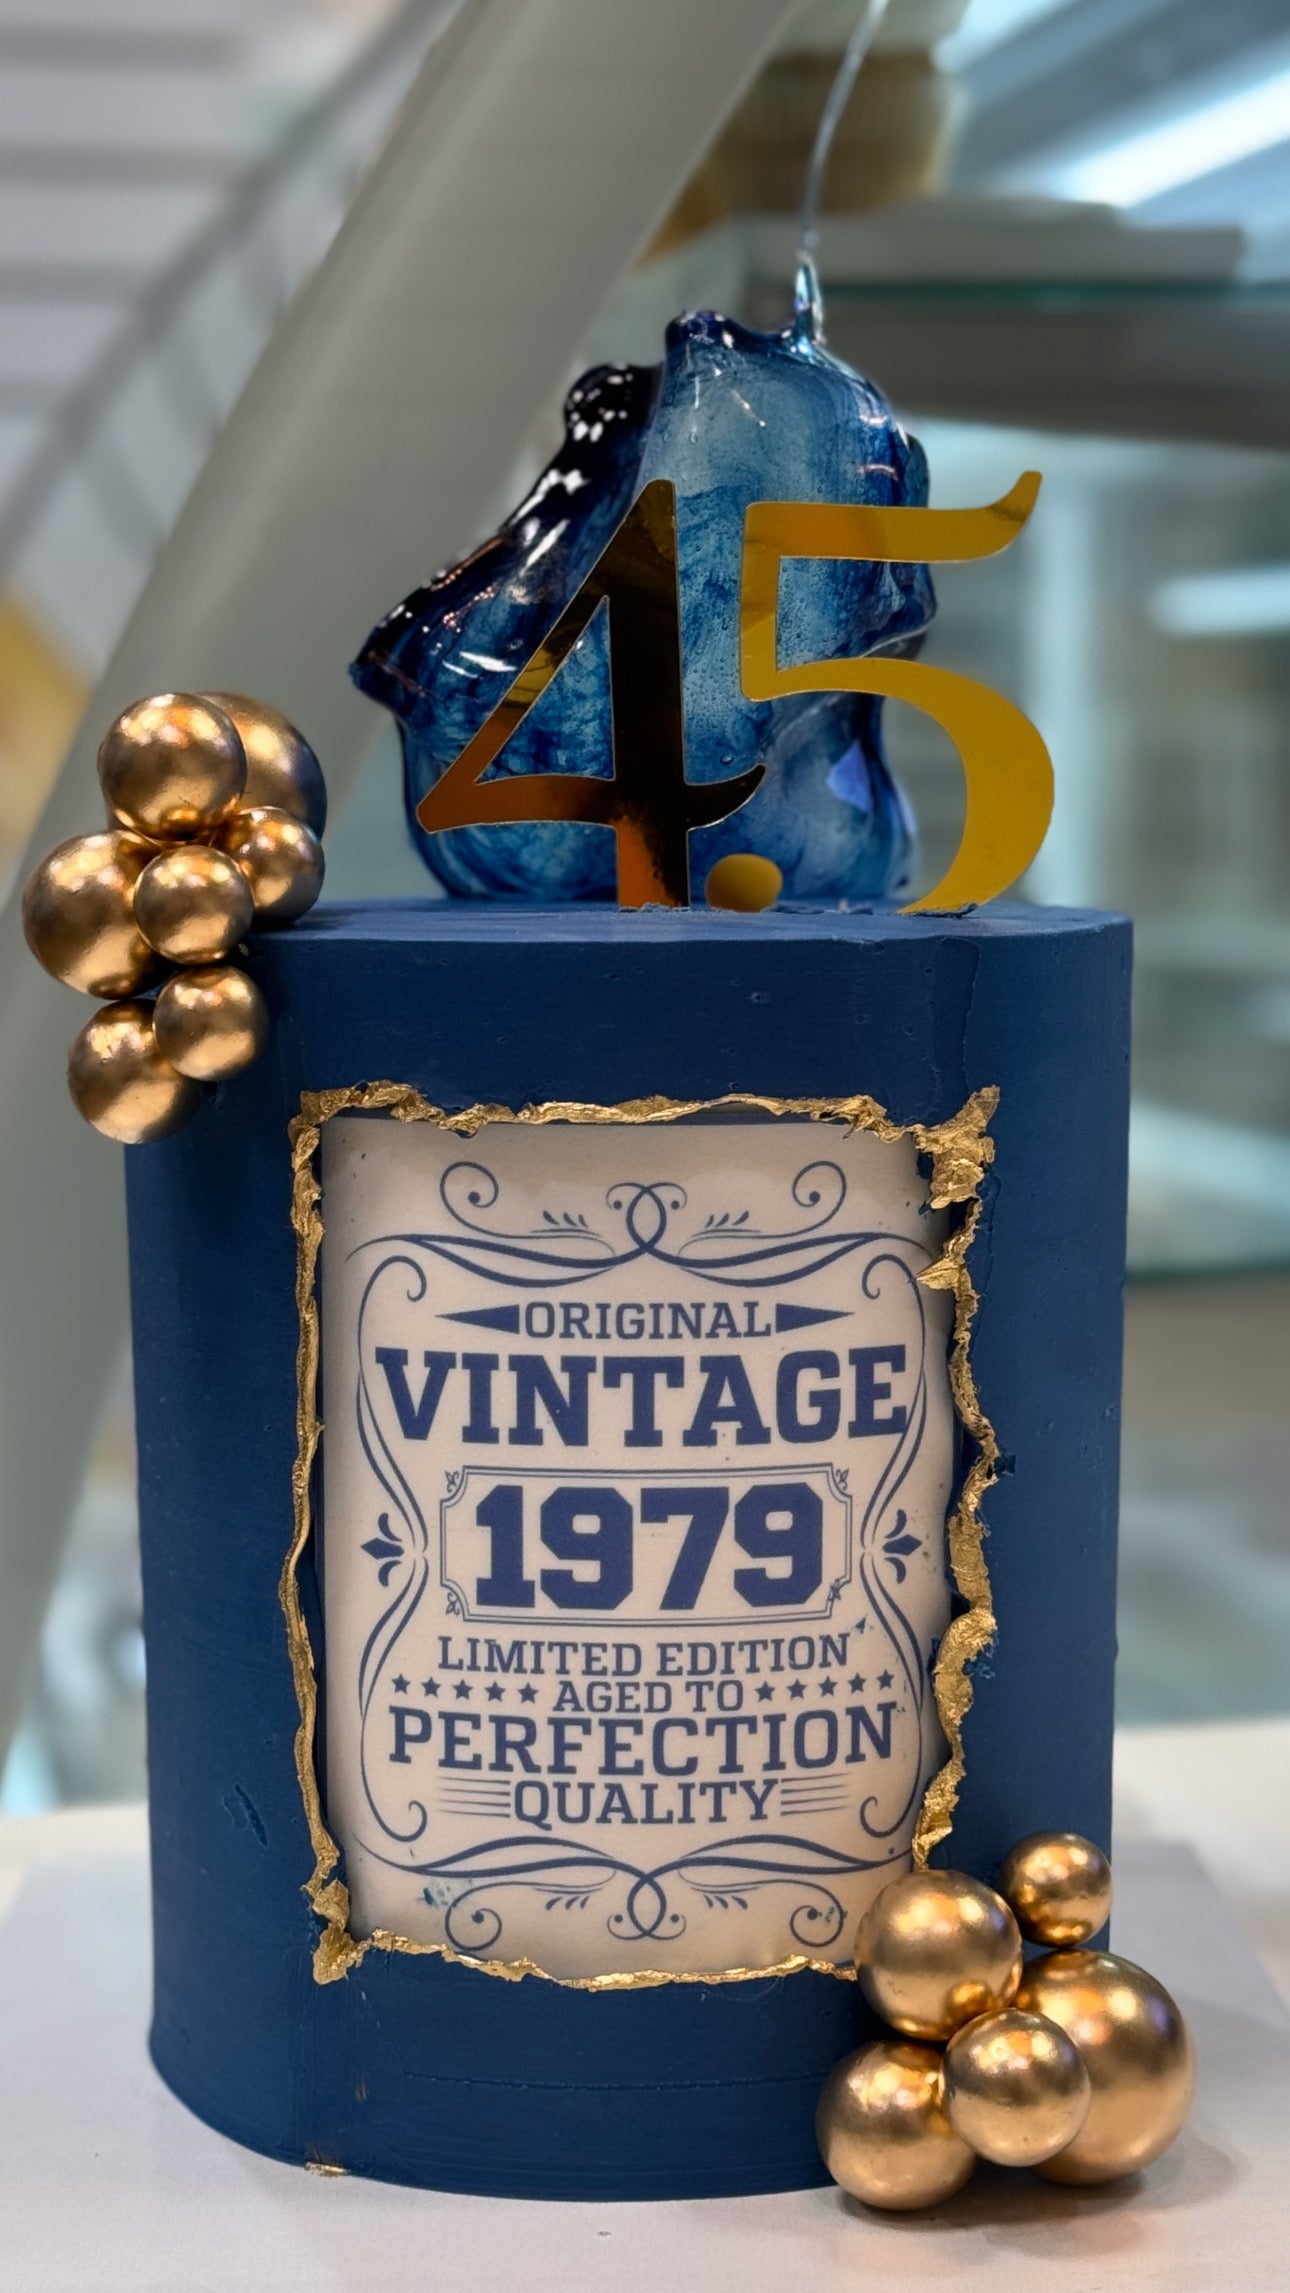 45
ORIGINAL
VINTAGE
1979
LIMITED EDITION
AGED TO
PERFECTION
QUALITY